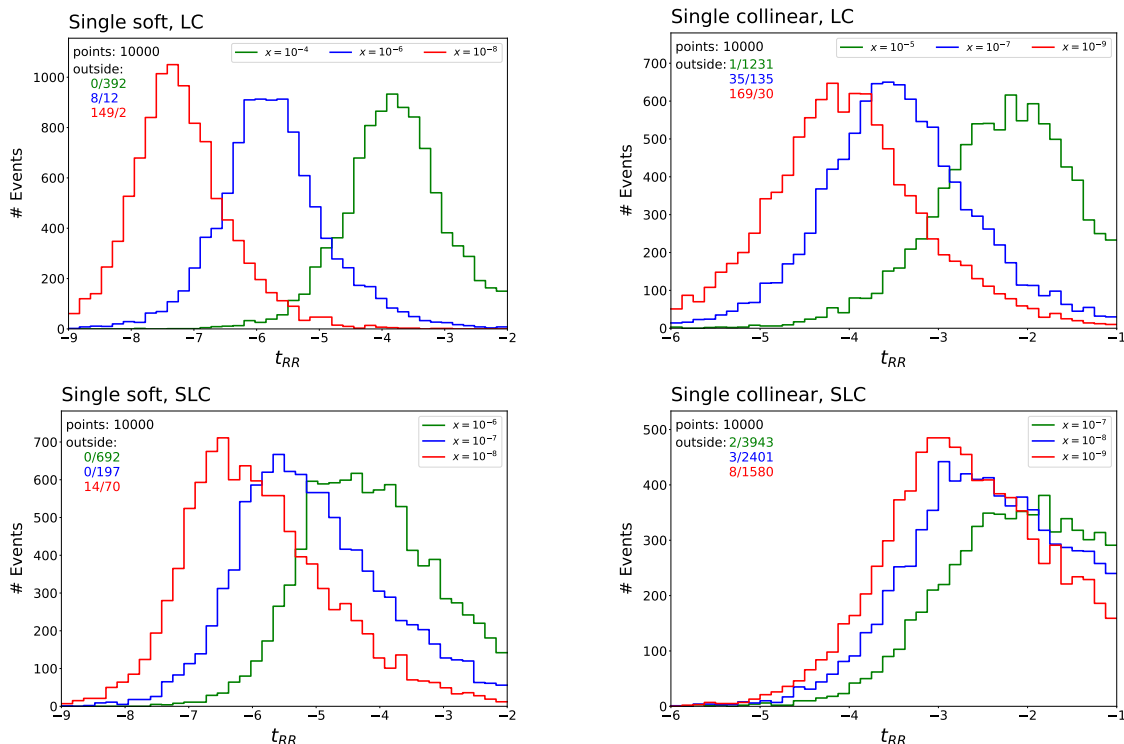 Single soft, LC
points: 10000
outside:
0/392
8/12
149/2
x = 10⁻⁴
x = 10⁻⁶
x = 10⁻⁸
# Events
0
200
400
600
800
1000
−9
−8
−7
−6
−5
−4
−3
−2
t_RR
Single collinear, LC
points: 10000
outside:
1/1231
35/135
169/30
x = 10⁻⁵
x = 10⁻⁷
x = 10⁻⁹
# Events
0
100
200
300
400
500
600
700
−6
−5
−4
−3
−2
−1
t_RR
Single soft, SLC
points: 10000
outside:
0/692
0/197
14/70
x = 10⁻⁶
x = 10⁻⁷
x = 10⁻⁸
# Events
0
100
200
300
400
500
600
700
−9
−8
−7
−6
−5
−4
−3
−2
t_RR
Single collinear, SLC
points: 10000
outside:
2/3943
3/2401
8/1580
x = 10⁻⁷
x = 10⁻⁸
x = 10⁻⁹
# Events
0
100
200
300
400
500
−6
−5
−4
−3
−2
−1
t_RR